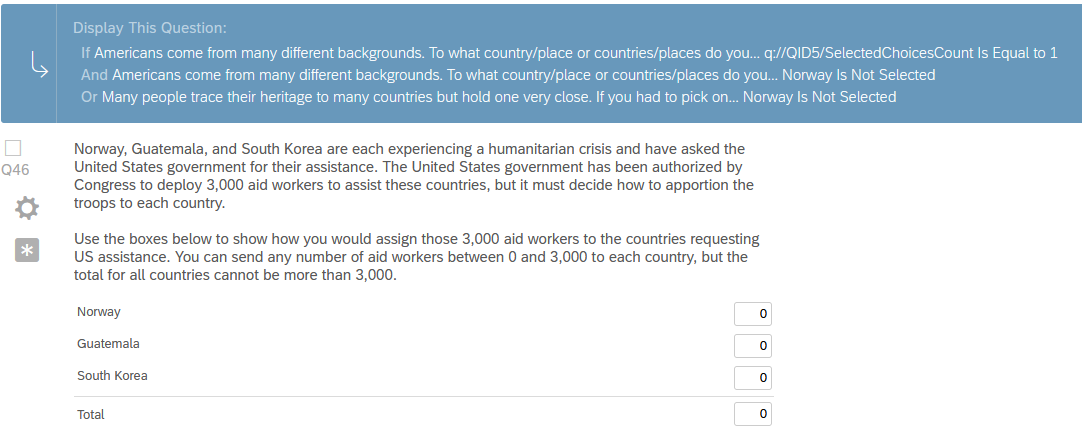 Display This Question:
If Americans come from many different backgrounds. To what country/place or countries/places do you... q://QID5/SelectedChoicesCount Is Equal to 1
And Americans come from many different backgrounds. To what country/place or countries/places do you... Norway Is Not Selected
Or Many people trace their heritage to many countries but hold one very close. If you had to pick on... Norway Is Not Selected
Q46
Norway, Guatemala, and South Korea are each experiencing a humanitarian crisis and have asked the
United States government for their assistance. The United States government has been authorized by
Congress to deploy 3,000 aid workers to assist these countries, but it must decide how to apportion the
troops to each country.
Use the boxes below to show how you would assign those 3,000 aid workers to the countries requesting
US assistance. You can send any number of aid workers between 0 and 3,000 to each country, but the
total for all countries cannot be more than 3,000.
Norway 0
Guatemala 0
South Korea 0
Total 0